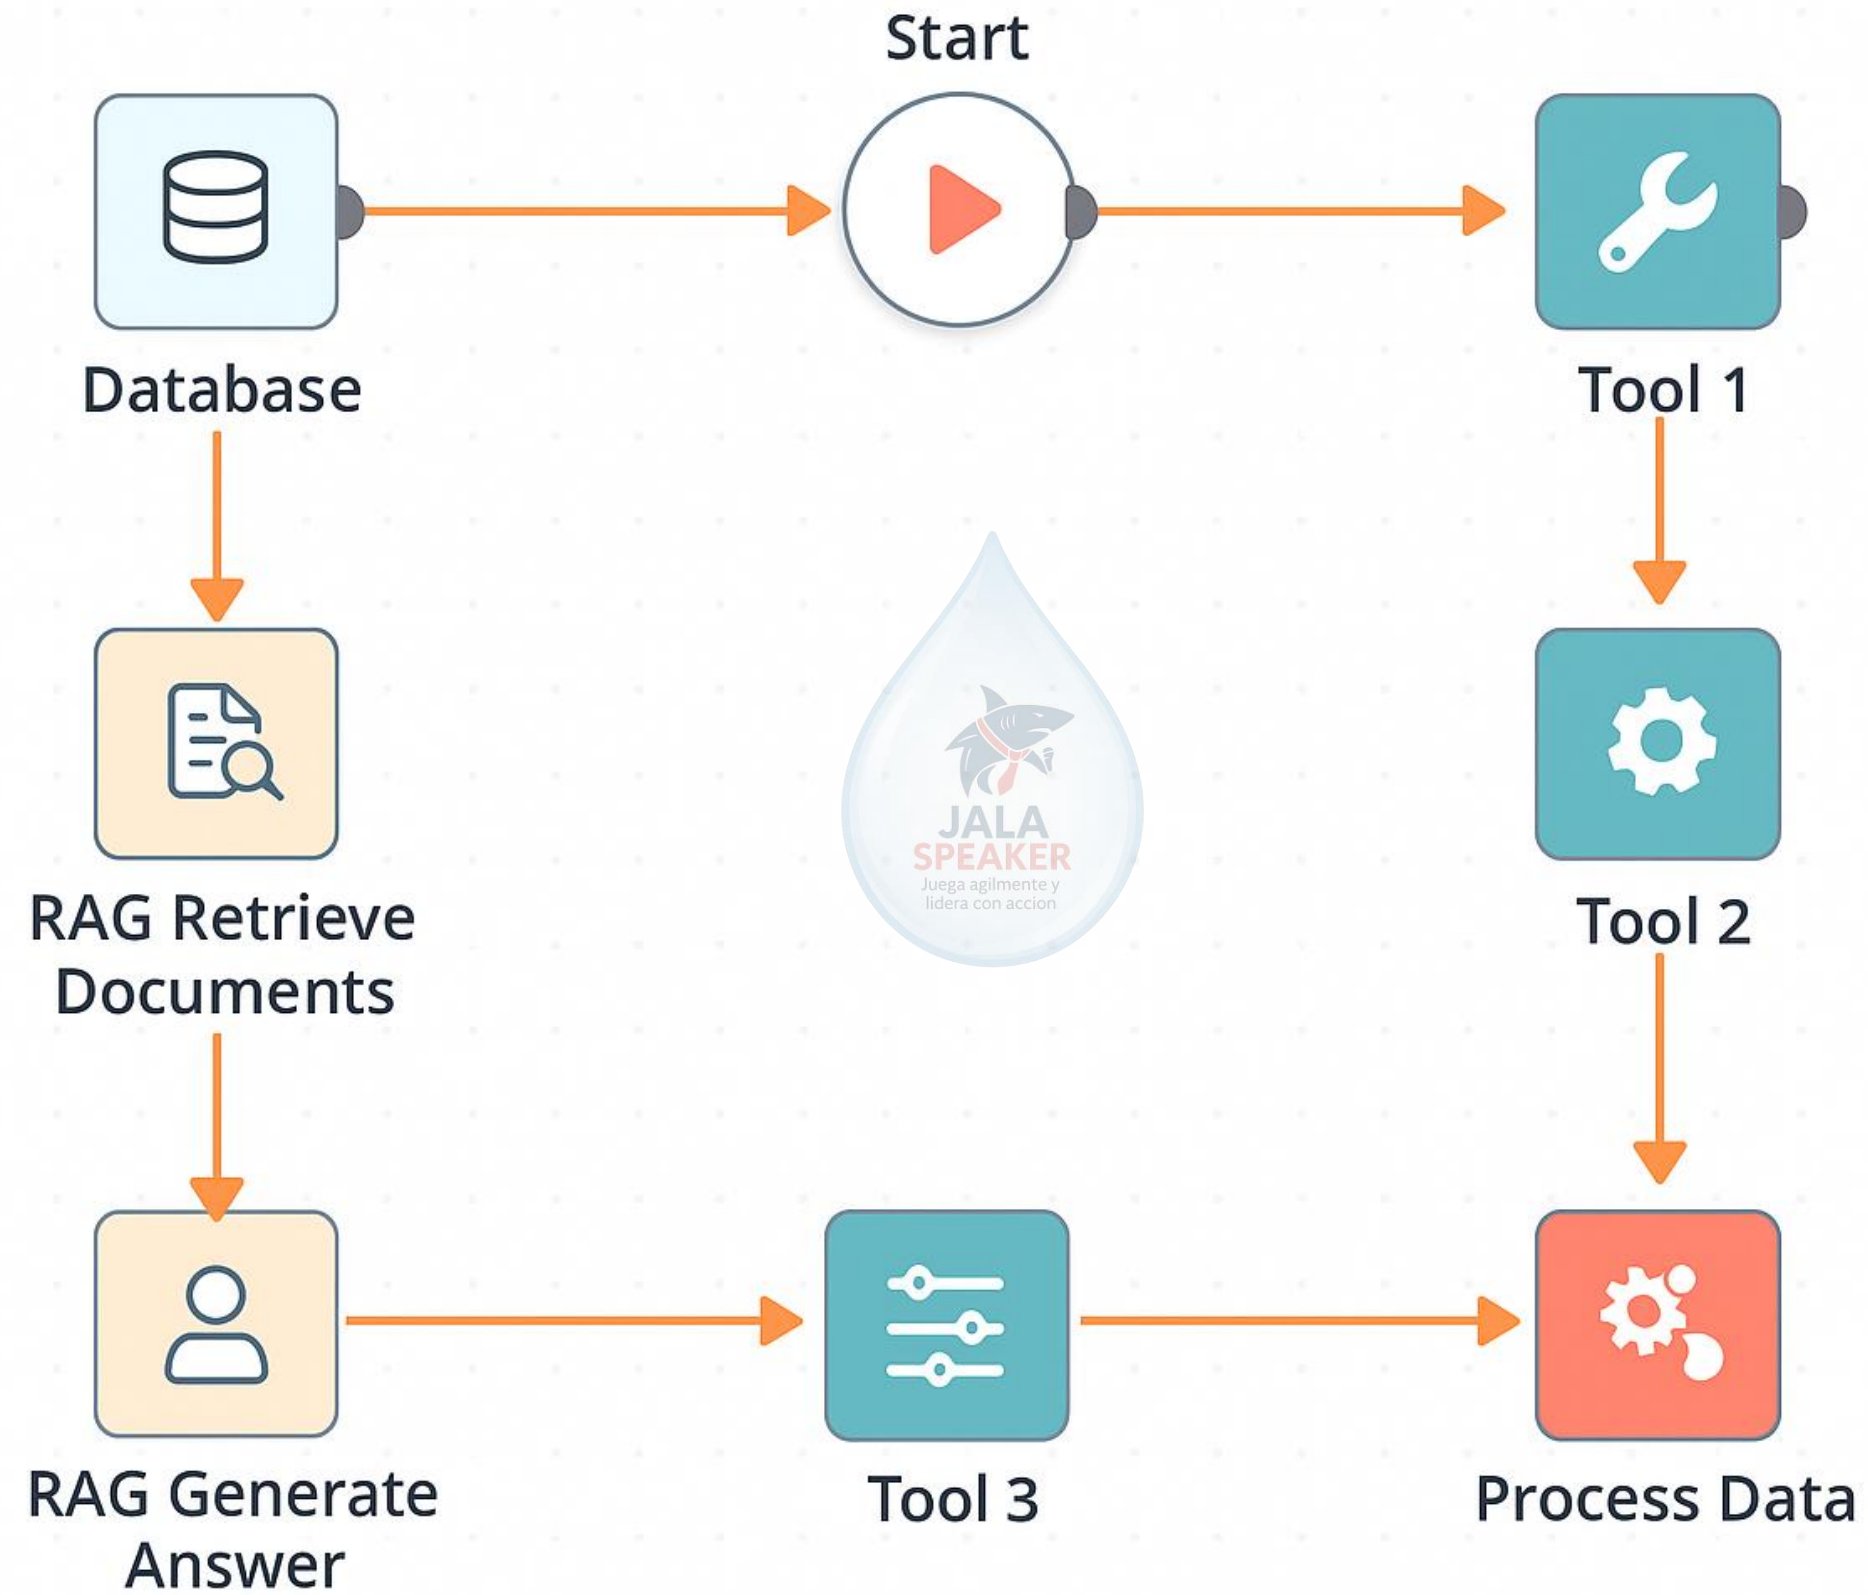 Start
Database
Tool 1
JALA
SPEAKER
Juega agilmente y
lidera con accion
RAG Retrieve
Documents
Tool 2
RAG Generate
Answer
Tool 3
Process Data